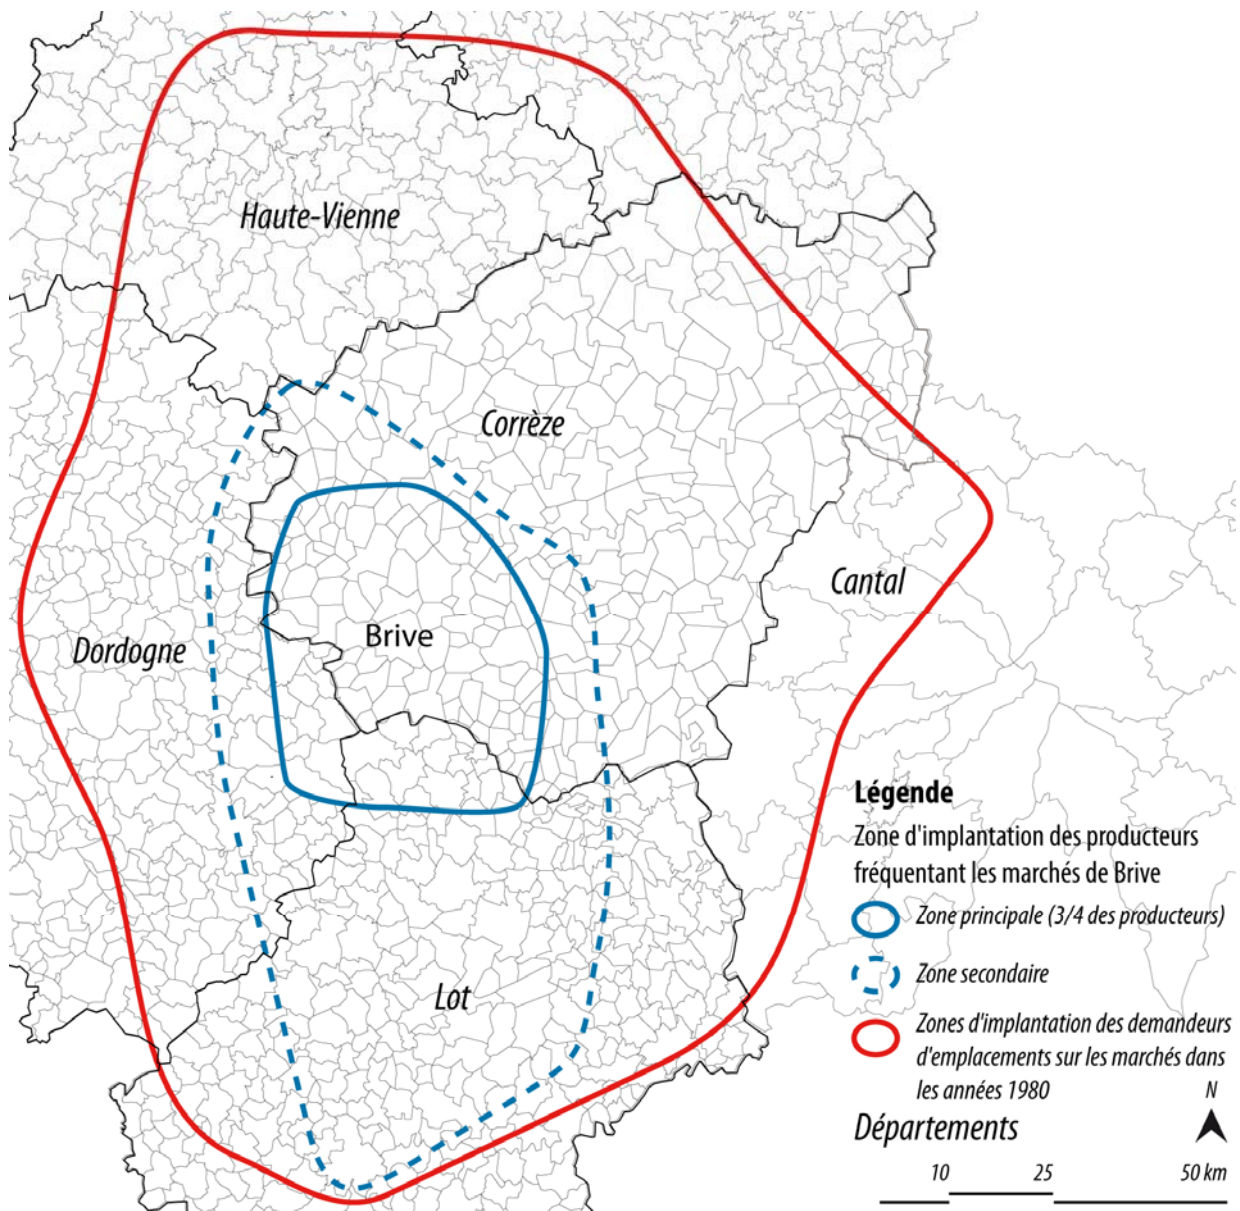 Haute-Vienne
Corrèze
Cantal
Brive
Dordogne
Lot
Légende
Zone d'implantation des producteurs
fréquentant les marchés de Brive
Zone principale (3/4 des producteurs)
Zone secondaire
Zones d'implantation des demandeurs
d'emplacements sur les marchés dans
les années 1980
N
Départements
10 25 50 km